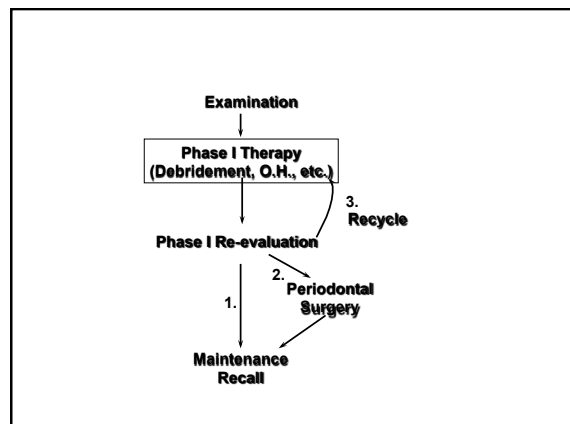 Examination
Phase I Therapy
(Debridement, O.H., etc.)
3.
Recycle
Phase I Re-evaluation
2.
Periodontal
Surgery
1.
Maintenance
Recall